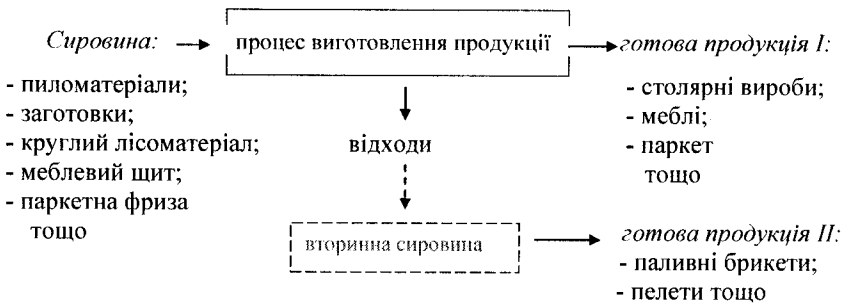 Сировина:
процес виготовлення продукції
готова продукція I:
- пиломатеріали;
- заготовки;
- круглий лісоматеріал;
- меблевий щит;
- паркетна фриза
тощо
відходи
- столярні вироби;
- меблі;
- паркет
тощо
вторинна сировина
готова продукція II:
- паливні брикети;
- пелети тощо